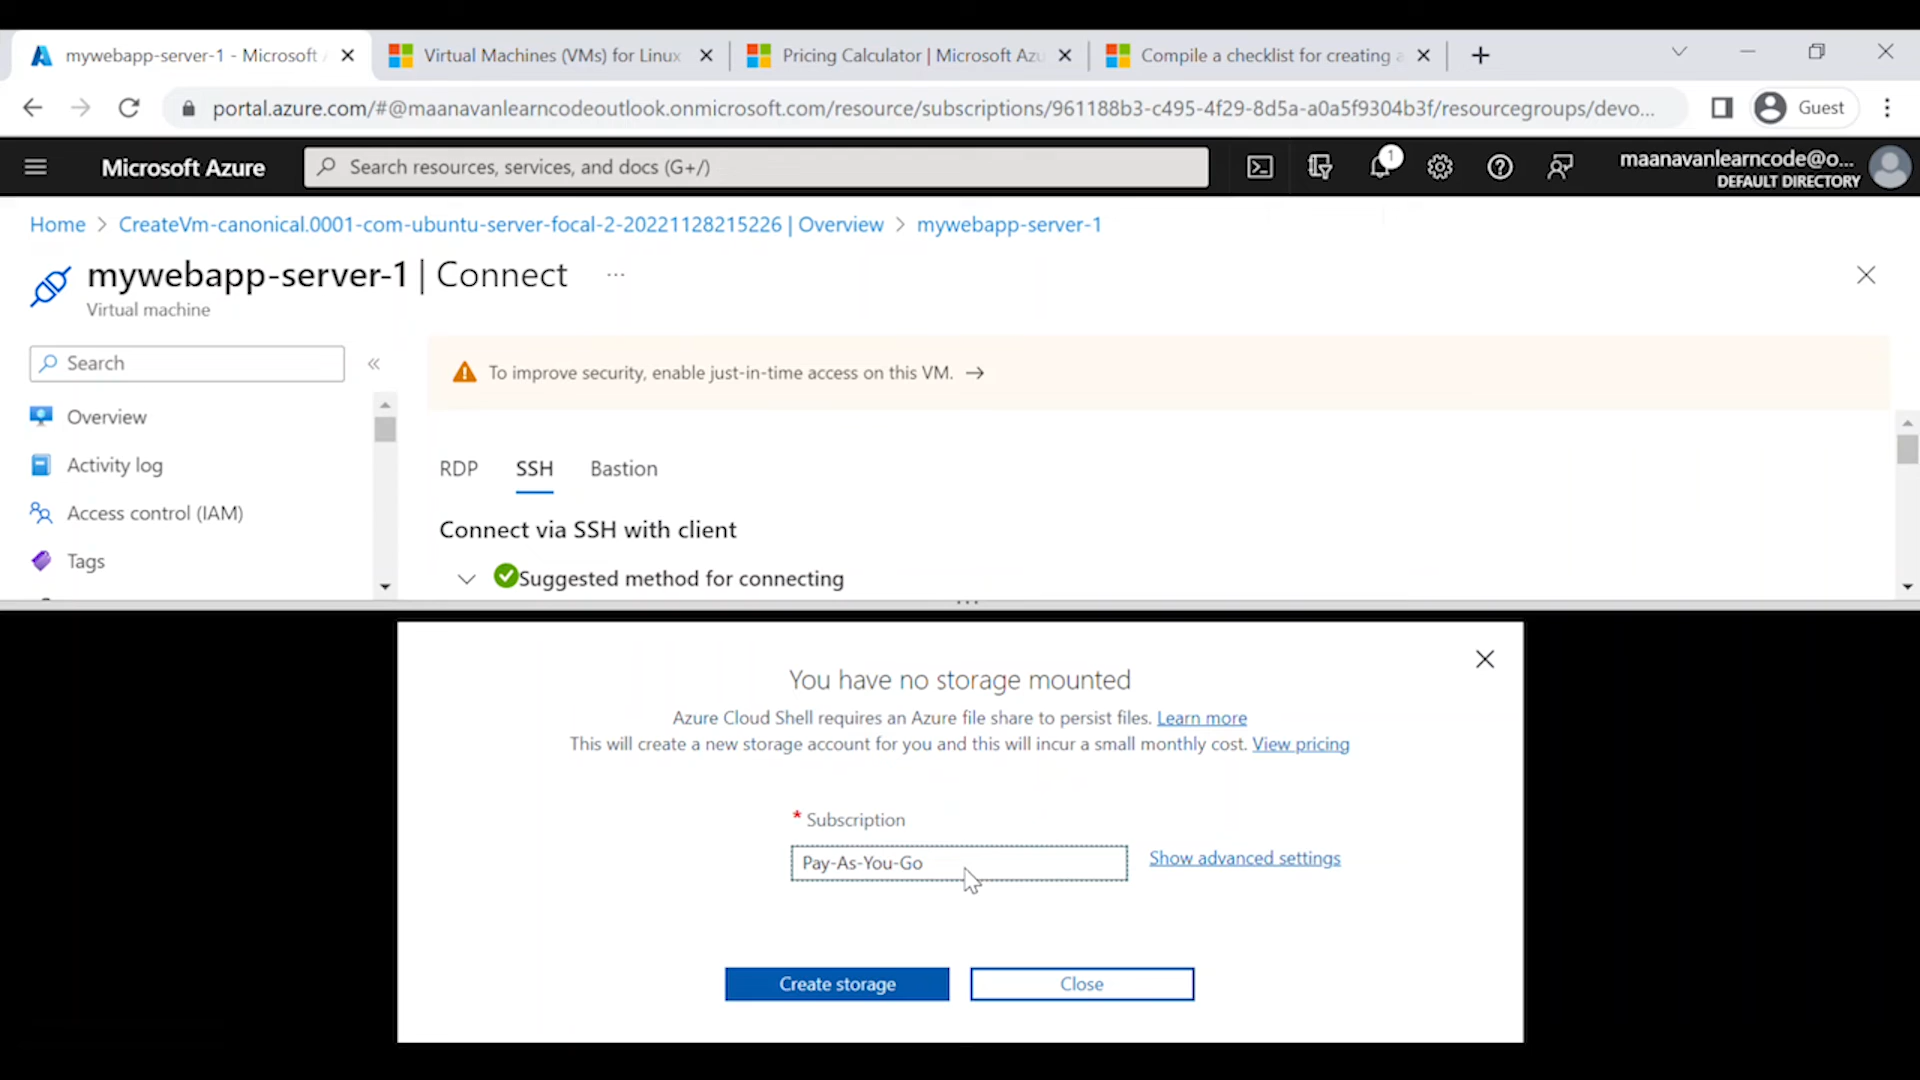 mywebapp-server-1 - Microsoft
Virtual Machines (VMs) for Linux
Pricing Calculator | Microsoft Azu
Compile a checklist for creating a
portal.azure.com/#@maanavanlearncodeoutlook.onmicrosoft.com/resource/subscriptions/961188b3-c495-4f29-8d5a-a0a5f9304b3f/resourcegroups/devo...
Guest
Microsoft Azure
Search resources, services, and docs (G+/)
1
maanavanlearncode@o...
DEFAULT DIRECTORY
Home > CreateVm-canonical.0001-com-ubuntu-server-focal-2-20221128215226 | Overview > mywebapp-server-1
mywebapp-server-1 | Connect ...
Virtual machine
Search
«
Overview
Activity log
Access control (IAM)
Tags
To improve security, enable just-in-time access on this VM. →
RDP SSH Bastion
Connect via SSH with client
Suggested method for connecting
You have no storage mounted
Azure Cloud Shell requires an Azure file share to persist files. Learn more
This will create a new storage account for you and this will incur a small monthly cost. View pricing
* Subscription
Pay-As-You-Go
Show advanced settings
Create storage
Close